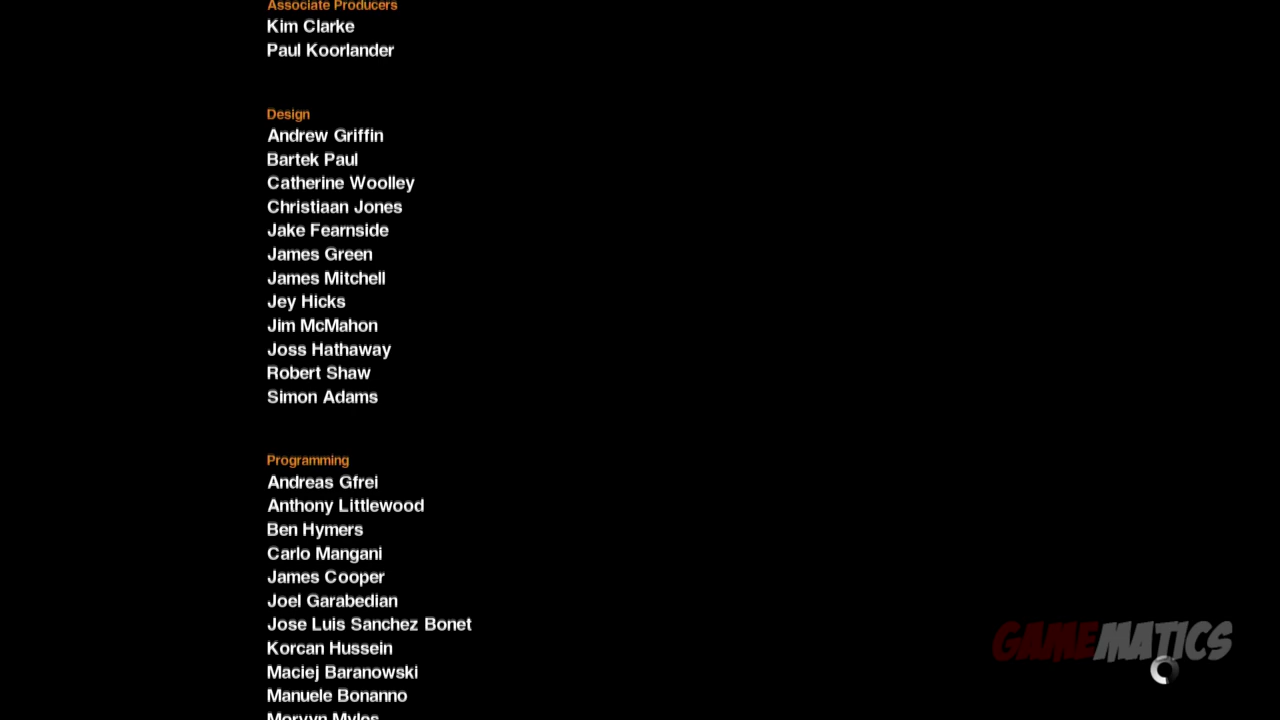 Associate Producers
Kim Clarke
Paul Koorlander
Design
Andrew Griffin
Bartek Paul
Catherine Woolley
Christiaan Jones
Jake Fearnside
James Green
James Mitchell
Jey Hicks
Jim McMahon
Joss Hathaway
Robert Shaw
Simon Adams
Programming
Andreas Gfrei
Anthony Littlewood
Ben Hymers
Carlo Mangani
James Cooper
Joel Garabedian
Jose Luis Sanchez Bonet
Korcan Hussein
Maciej Baranowski
Manuele Bonanno
Mervyn Myles
GAMEMATICS